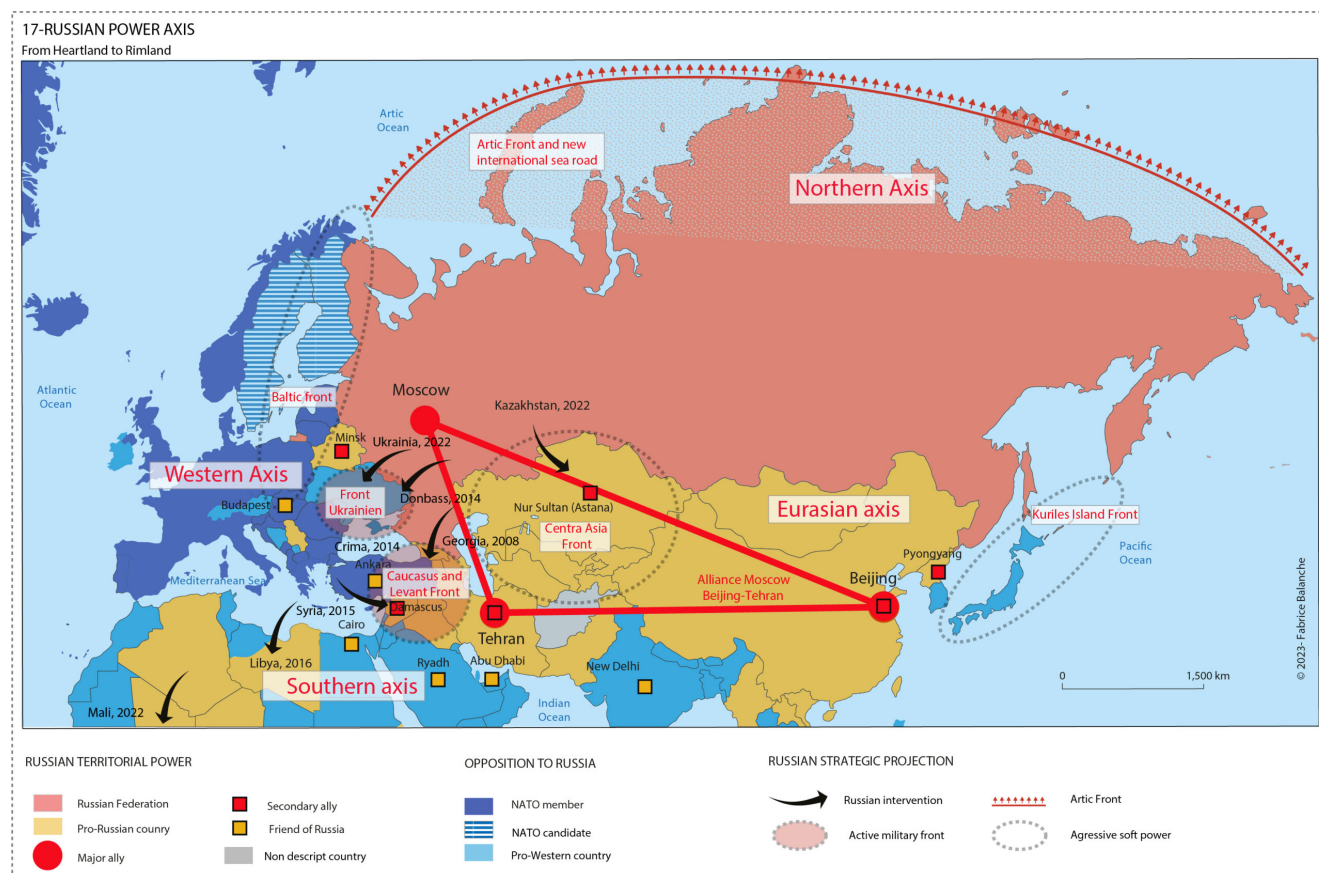 17-RUSSIAN POWER AXIS
From Heartland to Rimland
Artic
Ocean
Artic Front and new
international sea road
Northern Axis
Atlantic
Ocean
Baltic front
Moscow
Kazakhstan, 2022
Minsk
Ukrainia, 2022
Western Axis
Front
Ukrainien
Donbass, 2014
Budapest
Nur Sultan (Astana)
Centra Asia
Front
Eurasian axis
Kuriles Island Front
Crima, 2014
Georgia, 2008
Ankara
Caucasus and
Levant Front
Pyongyang
Pacific
Ocean
Mediterranean Sea
Alliance Moscow
Beijing-Tehran
Beijing
Syria, 2015
Damascus
Cairo
Tehran
Libya, 2016
Ryadh
Abu Dhabi
New Delhi
Southern axis
Mali, 2022
Indian
Ocean
0
1,500 km
© 2023- Fabrice Balanche
RUSSIAN TERRITORIAL POWER
Russian Federation
Pro-Russian counry
Major ally
Secondary ally
Friend of Russia
Non descript country
OPPOSITION TO RUSSIA
NATO member
NATO candidate
Pro-Western country
RUSSIAN STRATEGIC PROJECTION
Russian intervention
Active military front
Artic Front
Agressive soft power